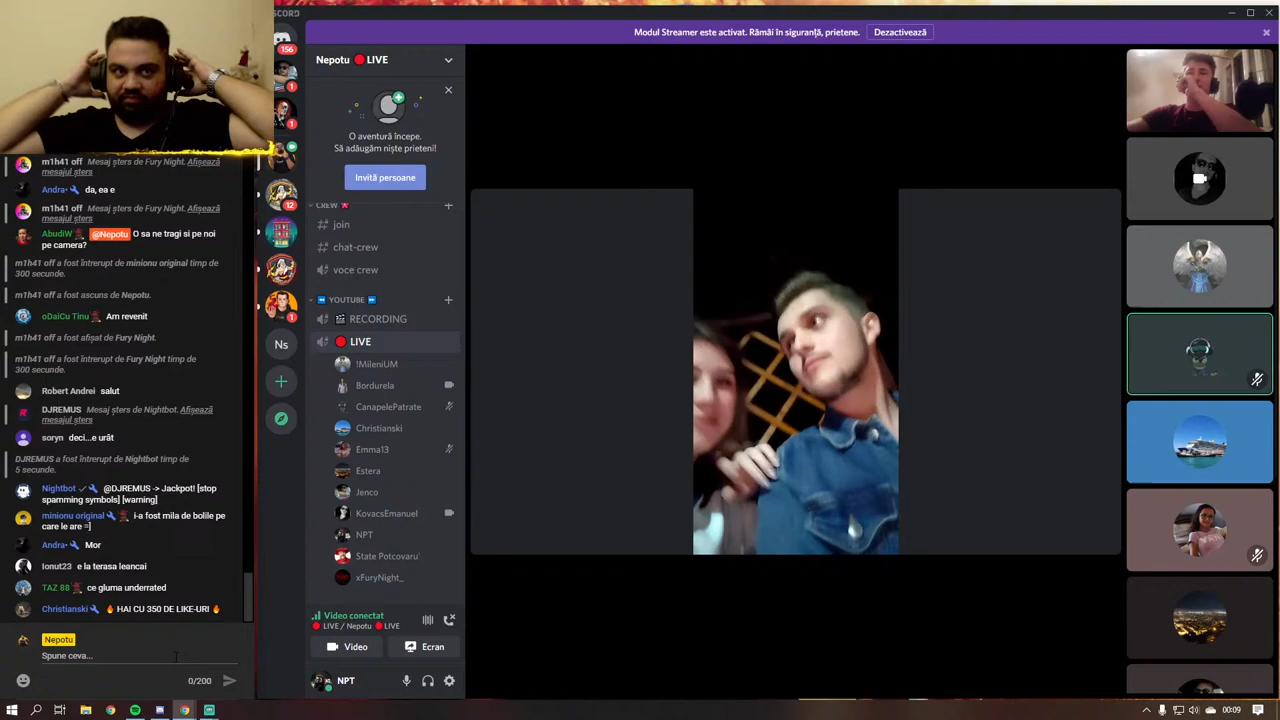 SCORD
Modul Streamer este activat. Rămâi în siguranță, prietene.
Dezactivează
156
1
1
12
1
Ns
m1h41 off Mesaj șters de Fury Night. Afișează
mesajul șters
Andra da, ea e
m1h41 off Mesaj șters de Fury Night. Afișează
mesajul șters
AbudiW @Nepotu O sa ne tragi si pe noi
pe camera?
m1h41 off a fost întrerupt de minionu original timp de
300 secunde.
m1h41 off a fost ascuns de Nepotu.
oDaiCu Tinu Am revenit
m1h41 off a fost afișat de Fury Night.
m1h41 off a fost întrerupt de Fury Night timp de
300 secunde.
Robert Andrei salut
DJREMUS Mesaj șters de Nightbot. Afișează
mesajul șters
soryn deci...e urât
DJREMUS a fost întrerupt de Nightbot timp de
5 secunde.
Nightbot @DJREMUS -> Jackpot! [stop
spamming symbols] [warning]
minionu original i-a fost mila de bolile pe
care le are =]
Andra Mor
Ionut23 e la terasa leancai
TAZ 88 ce gluma underrated
Christianski HAI CU 350 DE LIKE-URI
Nepotu
Spune ceva...
0/200
Nepotu LIVE
O aventură începe.
Să adăugăm niște prieteni!
Invită persoane
CREW
join
chat-crew
voce crew
YOUTUBE
RECORDING
LIVE
!MileniUM
Bordurela
CanapelePatrate
Christianski
Emma13
Estera
Jenco
KovacsEmanuel
NPT
State Potcovaru'
xFuryNight_
Video conectat
LIVE / Nepotu LIVE
Video
Ecran
NPT
00:09